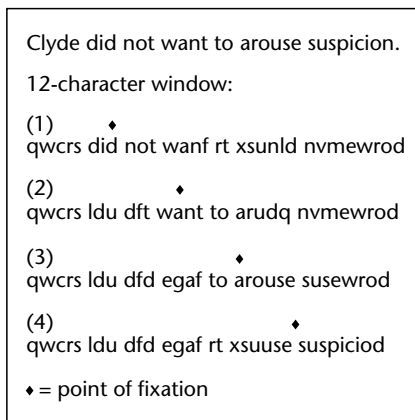 Clyde did not want to arouse suspicion.
12-character window:
(1) ♦
qwcrs did not wanf rt xsunld nvmewrod
(2) ♦
qwcrs ldu dft want to arudq nvmewrod
(3) ♦
qwcrs ldu dfd egaf to arouse susewrod
(4) ♦
qwcrs ldu dfd egaf rt xsuuse suspiciod
♦ = point of fixation